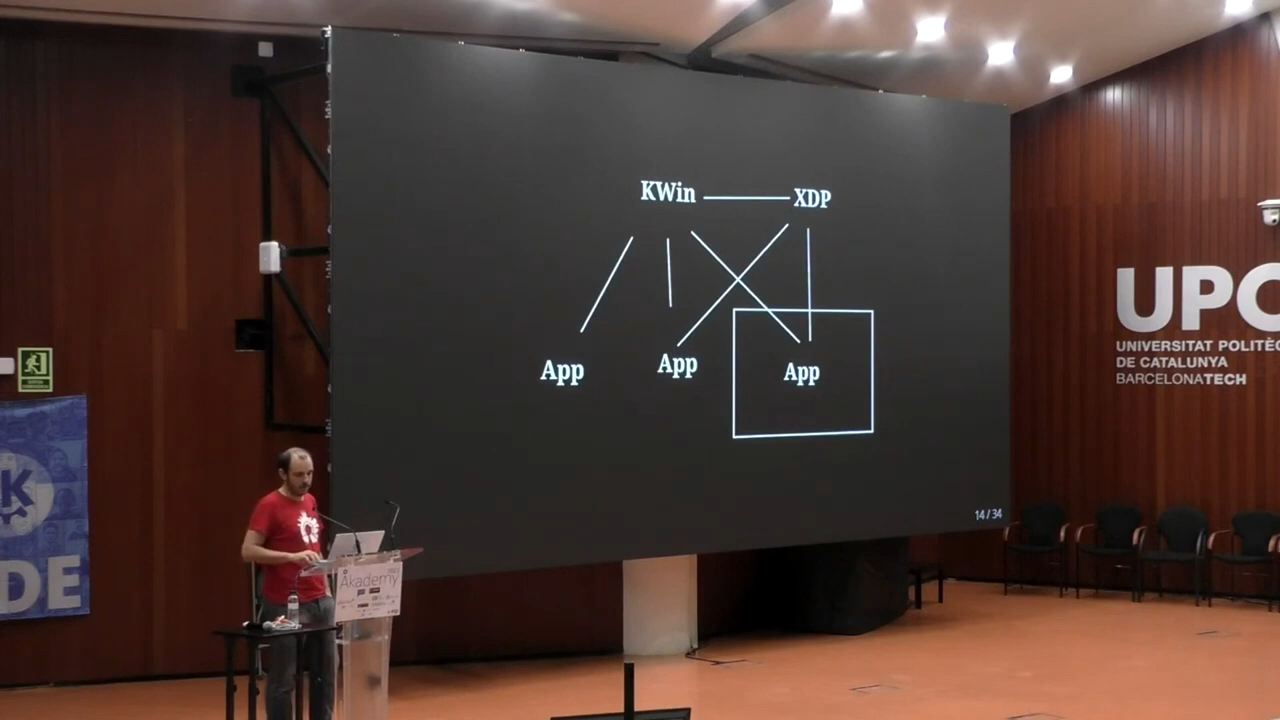 KWin
XDP
App
App
App
14 / 34
UPC
UNIVERSITAT POLITÈC
DE CATALUNYA
BARCELONATECH
K
DE
Akademy